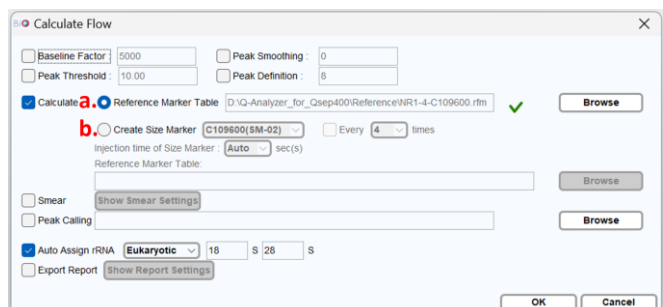 BIO Calculate Flow
Baseline Factor : 5000 Peak Smoothing : 0
Peak Threshold : 10.00 Peak Definition : 8
Calculate a. Reference Marker Table D:\Q-Analyzer_for_Qsep400\Reference\NR1-4-C109600.rfm Browse
b. Create Size Marker C109600(SM-02) Every 4 times
Injection time of Size Marker : Auto sec(s)
Reference Marker Table:
Browse
Smear Show Smear Settings
Peak Calling Browse
Auto Assign rRNA Eukaryotic 18 S 28 S
Export Report Show Report Settings
OK Cancel